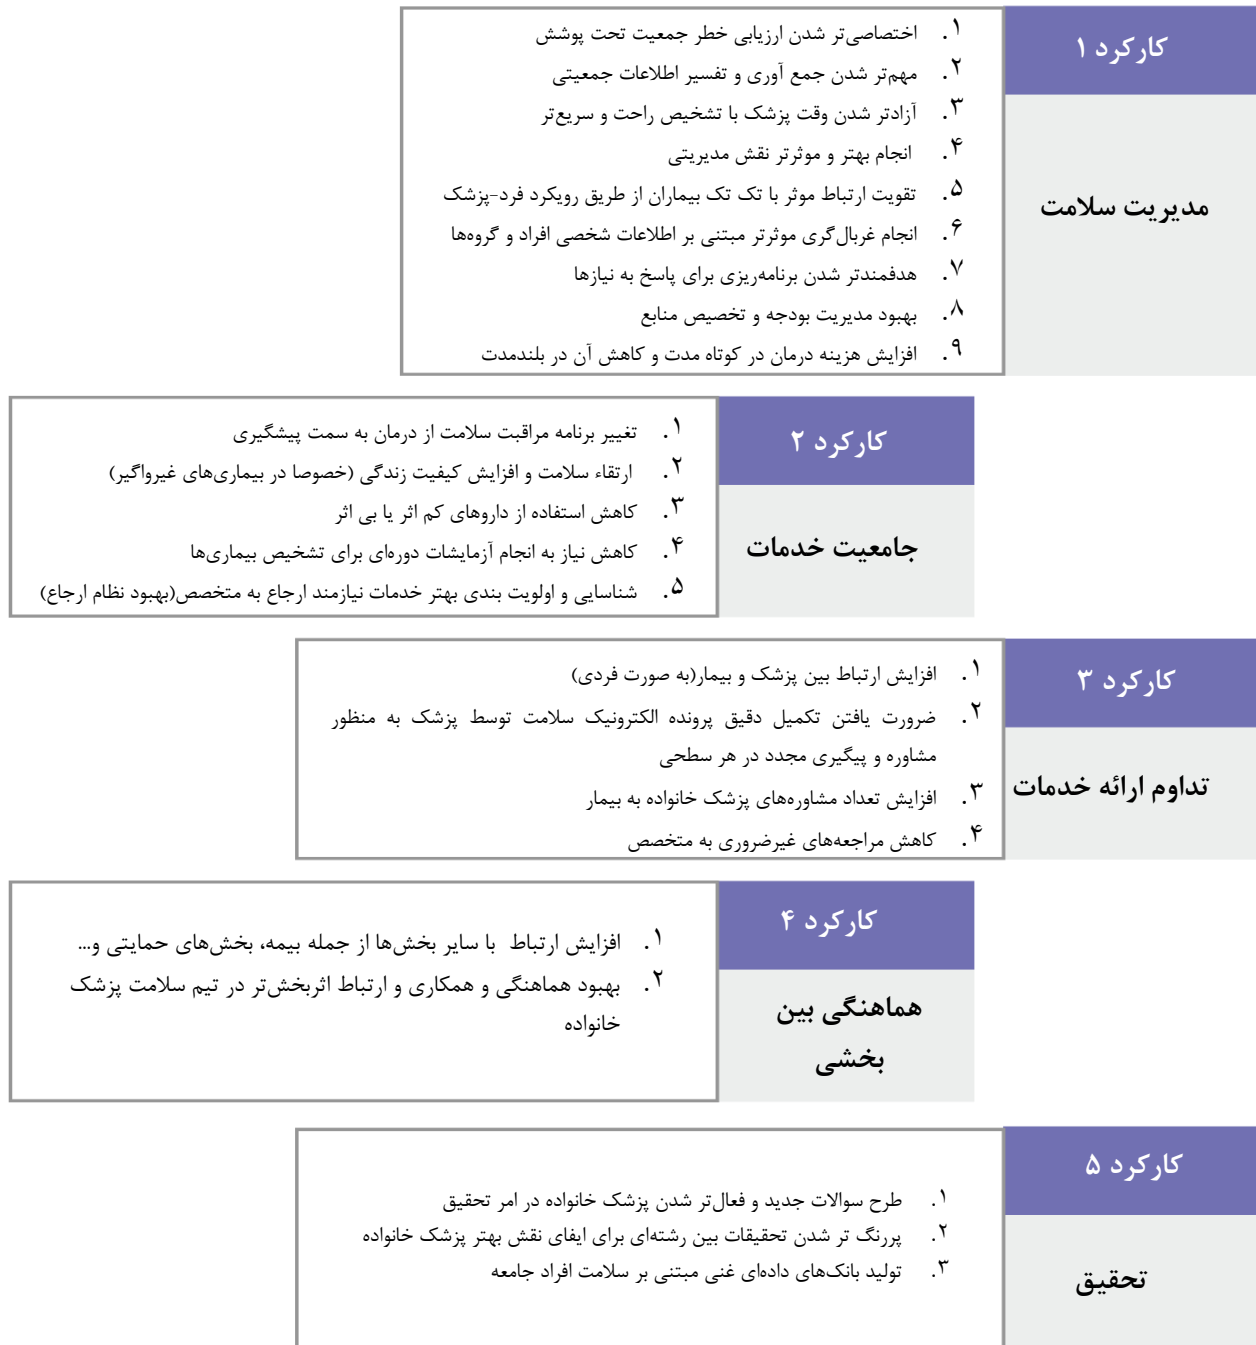 کارکرد ۱
مدیریت سلامت
۱. اختصاصی‌تر شدن ارزیابی خطر جمعیت تحت پوشش
۲. مهم‌تر شدن جمع آوری و تفسیر اطلاعات جمعیتی
۳. آزادتر شدن وقت پزشک با تشخیص راحت و سریع‌تر
۴. انجام بهتر و موثرتر نقش مدیریتی
۵. تقویت ارتباط موثر با تک تک بیماران از طریق رویکرد فرد-پزشک
۶. انجام غربال‌گری موثرتر مبتنی بر اطلاعات شخصی افراد و گروه‌ها
۷. هدفمندتر شدن برنامه‌ریزی برای پاسخ به نیازها
۸. بهبود مدیریت بودجه و تخصیص منابع
۹. افزایش هزینه درمان در کوتاه مدت و کاهش آن در بلندمدت
کارکرد ۲
جامعیت خدمات
۱. تغییر برنامه مراقبت سلامت از درمان به سمت پیشگیری
۲. ارتقاء سلامت و افزایش کیفیت زندگی (خصوصا در بیماری‌های غیرواگیر)
۳. کاهش استفاده از داروهای کم اثر یا بی اثر
۴. کاهش نیاز به انجام آزمایشات دوره‌ای برای تشخیص بیماری‌ها
۵. شناسایی و اولویت بندی بهتر خدمات نیازمند ارجاع به متخصص(بهبود نظام ارجاع)
کارکرد ۳
تداوم ارائه خدمات
۱. افزایش ارتباط بین پزشک و بیمار(به صورت فردی)
۲. ضرورت یافتن تکمیل دقیق پرونده الکترونیک سلامت توسط پزشک به منظور
مشاوره و پیگیری مجدد در هر سطحی
۳. افزایش تعداد مشاوره‌های پزشک خانواده به بیمار
۴. کاهش مراجعه‌های غیرضروری به متخصص
کارکرد ۴
هماهنگی بین
بخشی
۱. افزایش ارتباط با سایر بخش‌ها از جمله بیمه، بخش‌های حمایتی و...
۲. بهبود هماهنگی و همکاری و ارتباط اثربخش‌تر در تیم سلامت پزشک
خانواده
کارکرد ۵
تحقیق
۱. طرح سوالات جدید و فعال‌تر شدن پزشک خانواده در امر تحقیق
۲. پررنگ تر شدن تحقیقات بین رشته‌ای برای ایفای نقش بهتر پزشک خانواده
۳. تولید بانک‌های داده‌ای غنی مبتنی بر سلامت افراد جامعه